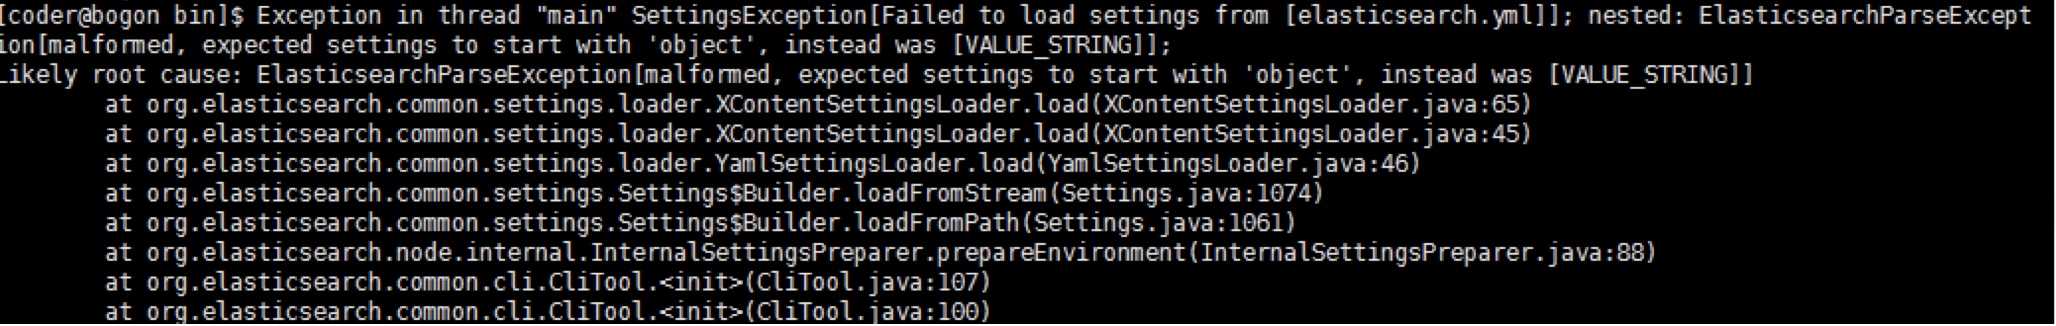 [coder@bogon bin]$ Exception in thread "main" SettingsException[Failed to load settings from [elasticsearch.yml]]; nested: ElasticsearchParseExcept
ion[malformed, expected settings to start with 'object', instead was [VALUE_STRING]];
Likely root cause: ElasticsearchParseException[malformed, expected settings to start with 'object', instead was [VALUE_STRING]]
at org.elasticsearch.common.settings.loader.XContentSettingsLoader.load(XContentSettingsLoader.java:65)
at org.elasticsearch.common.settings.loader.XContentSettingsLoader.load(XContentSettingsLoader.java:45)
at org.elasticsearch.common.settings.loader.YamlSettingsLoader.load(YamlSettingsLoader.java:46)
at org.elasticsearch.common.settings.Settings$Builder.loadFromStream(Settings.java:1074)
at org.elasticsearch.common.settings.Settings$Builder.loadFromPath(Settings.java:1061)
at org.elasticsearch.node.internal.InternalSettingsPreparer.prepareEnvironment(InternalSettingsPreparer.java:88)
at org.elasticsearch.common.cli.CliTool.<init>(CliTool.java:107)
at org.elasticsearch.common.cli.CliTool.<init>(CliTool.java:100)